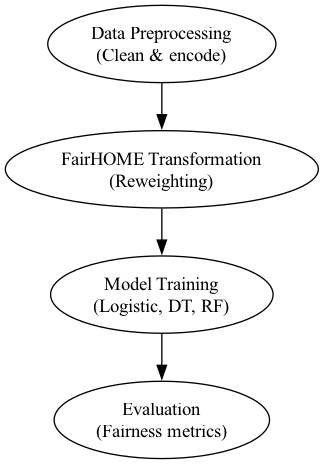 Data Preprocessing
(Clean & encode)
FairHOME Transformation
(Reweighting)
Model Training
(Logistic, DT, RF)
Evaluation
(Fairness metrics)